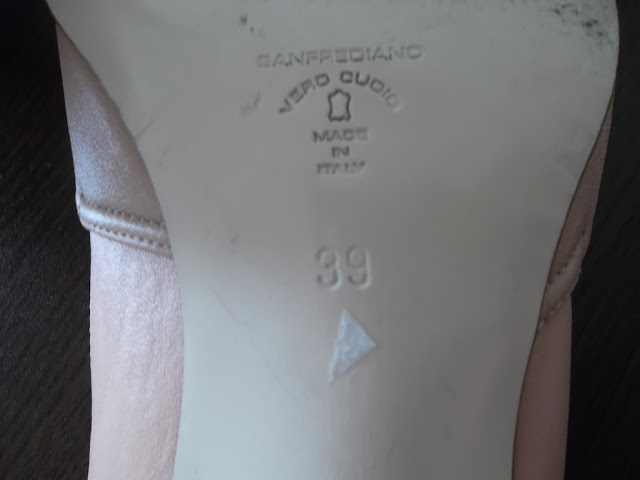 SANFREDIANO
VERO CUOIO
MADE
IN
ITALY
39